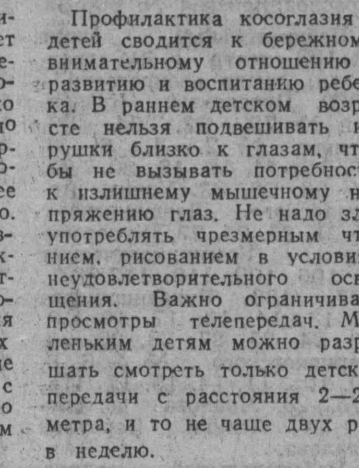 Профилактика косоглазия
детей сводится к бережном
внимательному отношению
развитию и воспитанию ребе
ка. В раннем детском возр
сте нельзя подвешивать и
рушки близко к глазам, чт
бы не вызывать потребност
к излишнему мышечному н
пряжению глаз. Не надо зл
употреблять чрезмерным чт
нием, рисованием в услови
неудовлетворительного осв
щения. Важно ограничива
просмотры телепередач. М
леньким детям можно разр
шать смотреть только детск
передачи с расстояния 2—2
метра, и то не чаще двух р
в неделю.